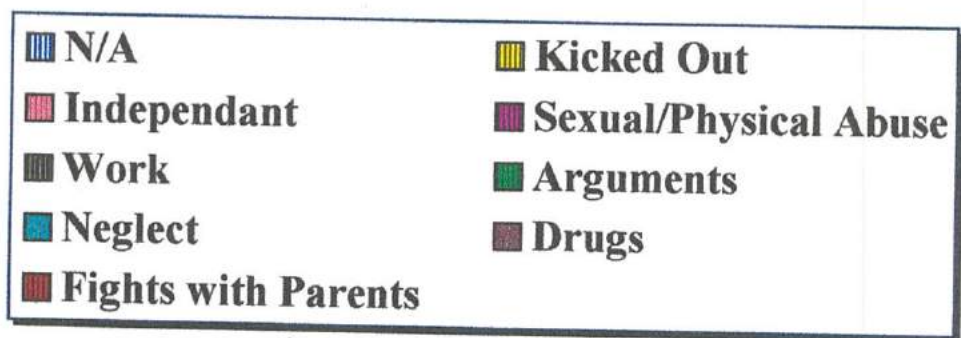 N/A
Independant
Work
Neglect
Fights with Parents
Kicked Out
Sexual/Physical Abuse
Arguments
Drugs